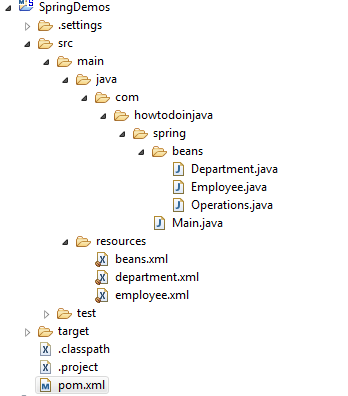 SpringDemos
.settings
src
main
java
com
howtodoinjava
spring
beans
Department.java
Employee.java
Operations.java
Main.java
resources
beans.xml
department.xml
employee.xml
test
target
.classpath
.project
pom.xml